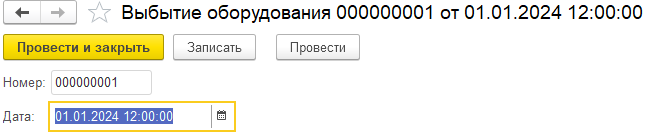 Выбытие оборудования 000000001 от 01.01.2024 12:00:00
Провести и закрыть Записать Провести
Номер: 000000001
Дата: 01.01.2024 12:00:00